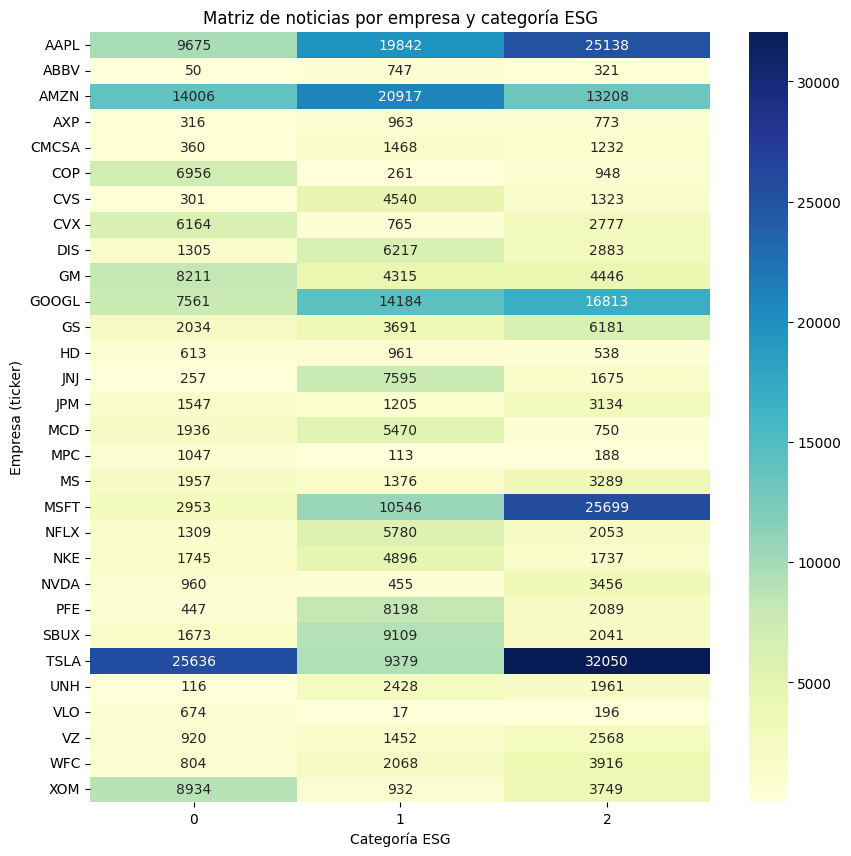 Matriz de noticias por empresa y categoría ESG
AAPL 9675 19842 25138
ABBV 50 747 321
AMZN 14006 20917 13208
AXP 316 963 773
CMCSA 360 1468 1232
COP 6956 261 948
CVS 301 4540 1323
CVX 6164 765 2777
DIS 1305 6217 2883
GM 8211 4315 4446
GOOGL 7561 14184 16813
GS 2034 3691 6181
HD 613 961 538
JNJ 257 7595 1675
JPM 1547 1205 3134
MCD 1936 5470 750
MPC 1047 113 188
MS 1957 1376 3289
MSFT 2953 10546 25699
NFLX 1309 5780 2053
NKE 1745 4896 1737
NVDA 960 455 3456
PFE 447 8198 2089
SBUX 1673 9109 2041
TSLA 25636 9379 32050
UNH 116 2428 1961
VLO 674 17 196
VZ 920 1452 2568
WFC 804 2068 3916
XOM 8934 932 3749
0 1 2
Categoría ESG
Empresa (ticker)
30000
25000
20000
15000
10000
5000